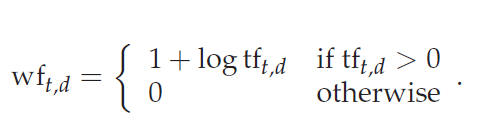 wf_{t,d} = { 1 + log tf_{t,d} if tf_{t,d} > 0
0 otherwise .